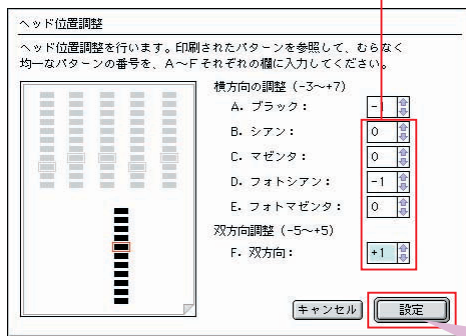 ヘッド位置調整
ヘッド位置調整を行います。印刷されたパターンを参照して、むらなく
均一なパターンの番号を、A～Fそれぞれの欄に入力してください。
横方向の調整（-3～+7）
A. ブラック： -1
B. シアン： 0
C. マゼンタ： 0
D. フォトシアン： -1
E. フォトマゼンタ： 0
双方向調整（-5～+5）
F. 双方向： +1
キャンセル 設定